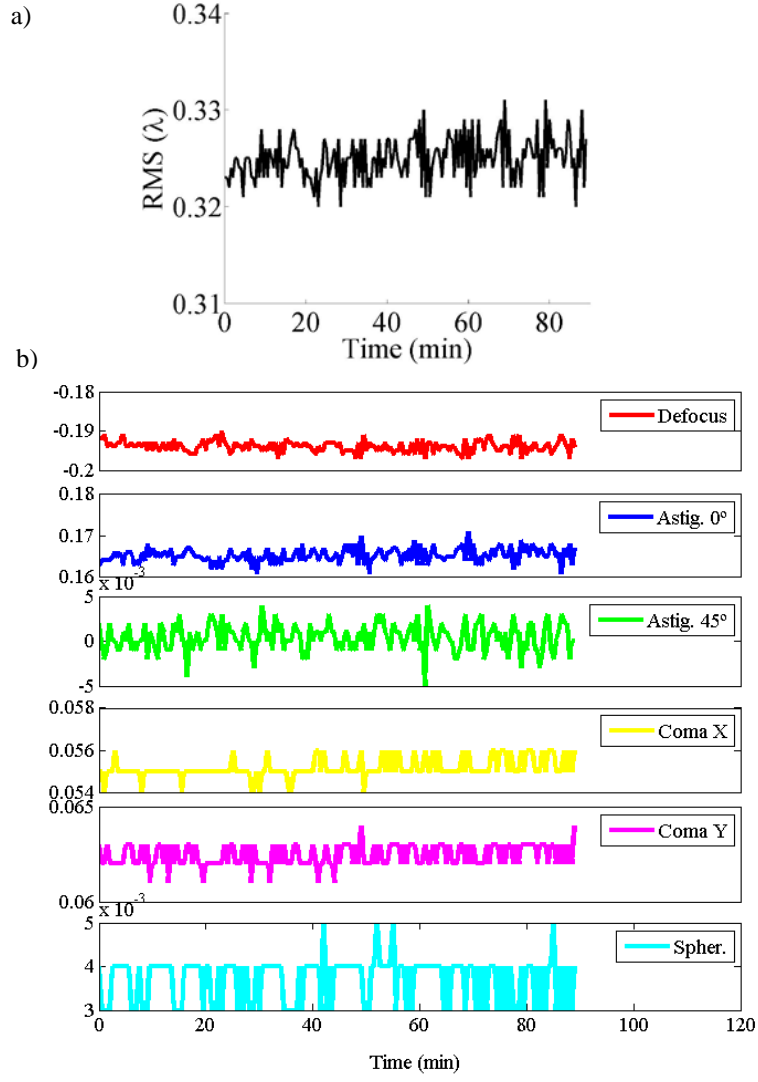 a)
0.34
0.33
0.32
0.31
RMS (λ)
0 20 40 60 80
Time (min)
b)
-0.18
-0.19
-0.2
Defocus
0.18
0.17
0.16
Astig. 0º
x 10⁻³
5
0
-5
Astig. 45º
0.058
0.056
0.054
Coma X
0.065
0.06
Coma Y
x 10⁻³
5
4
3
Spher.
0 20 40 60 80 100 120
Time (min)